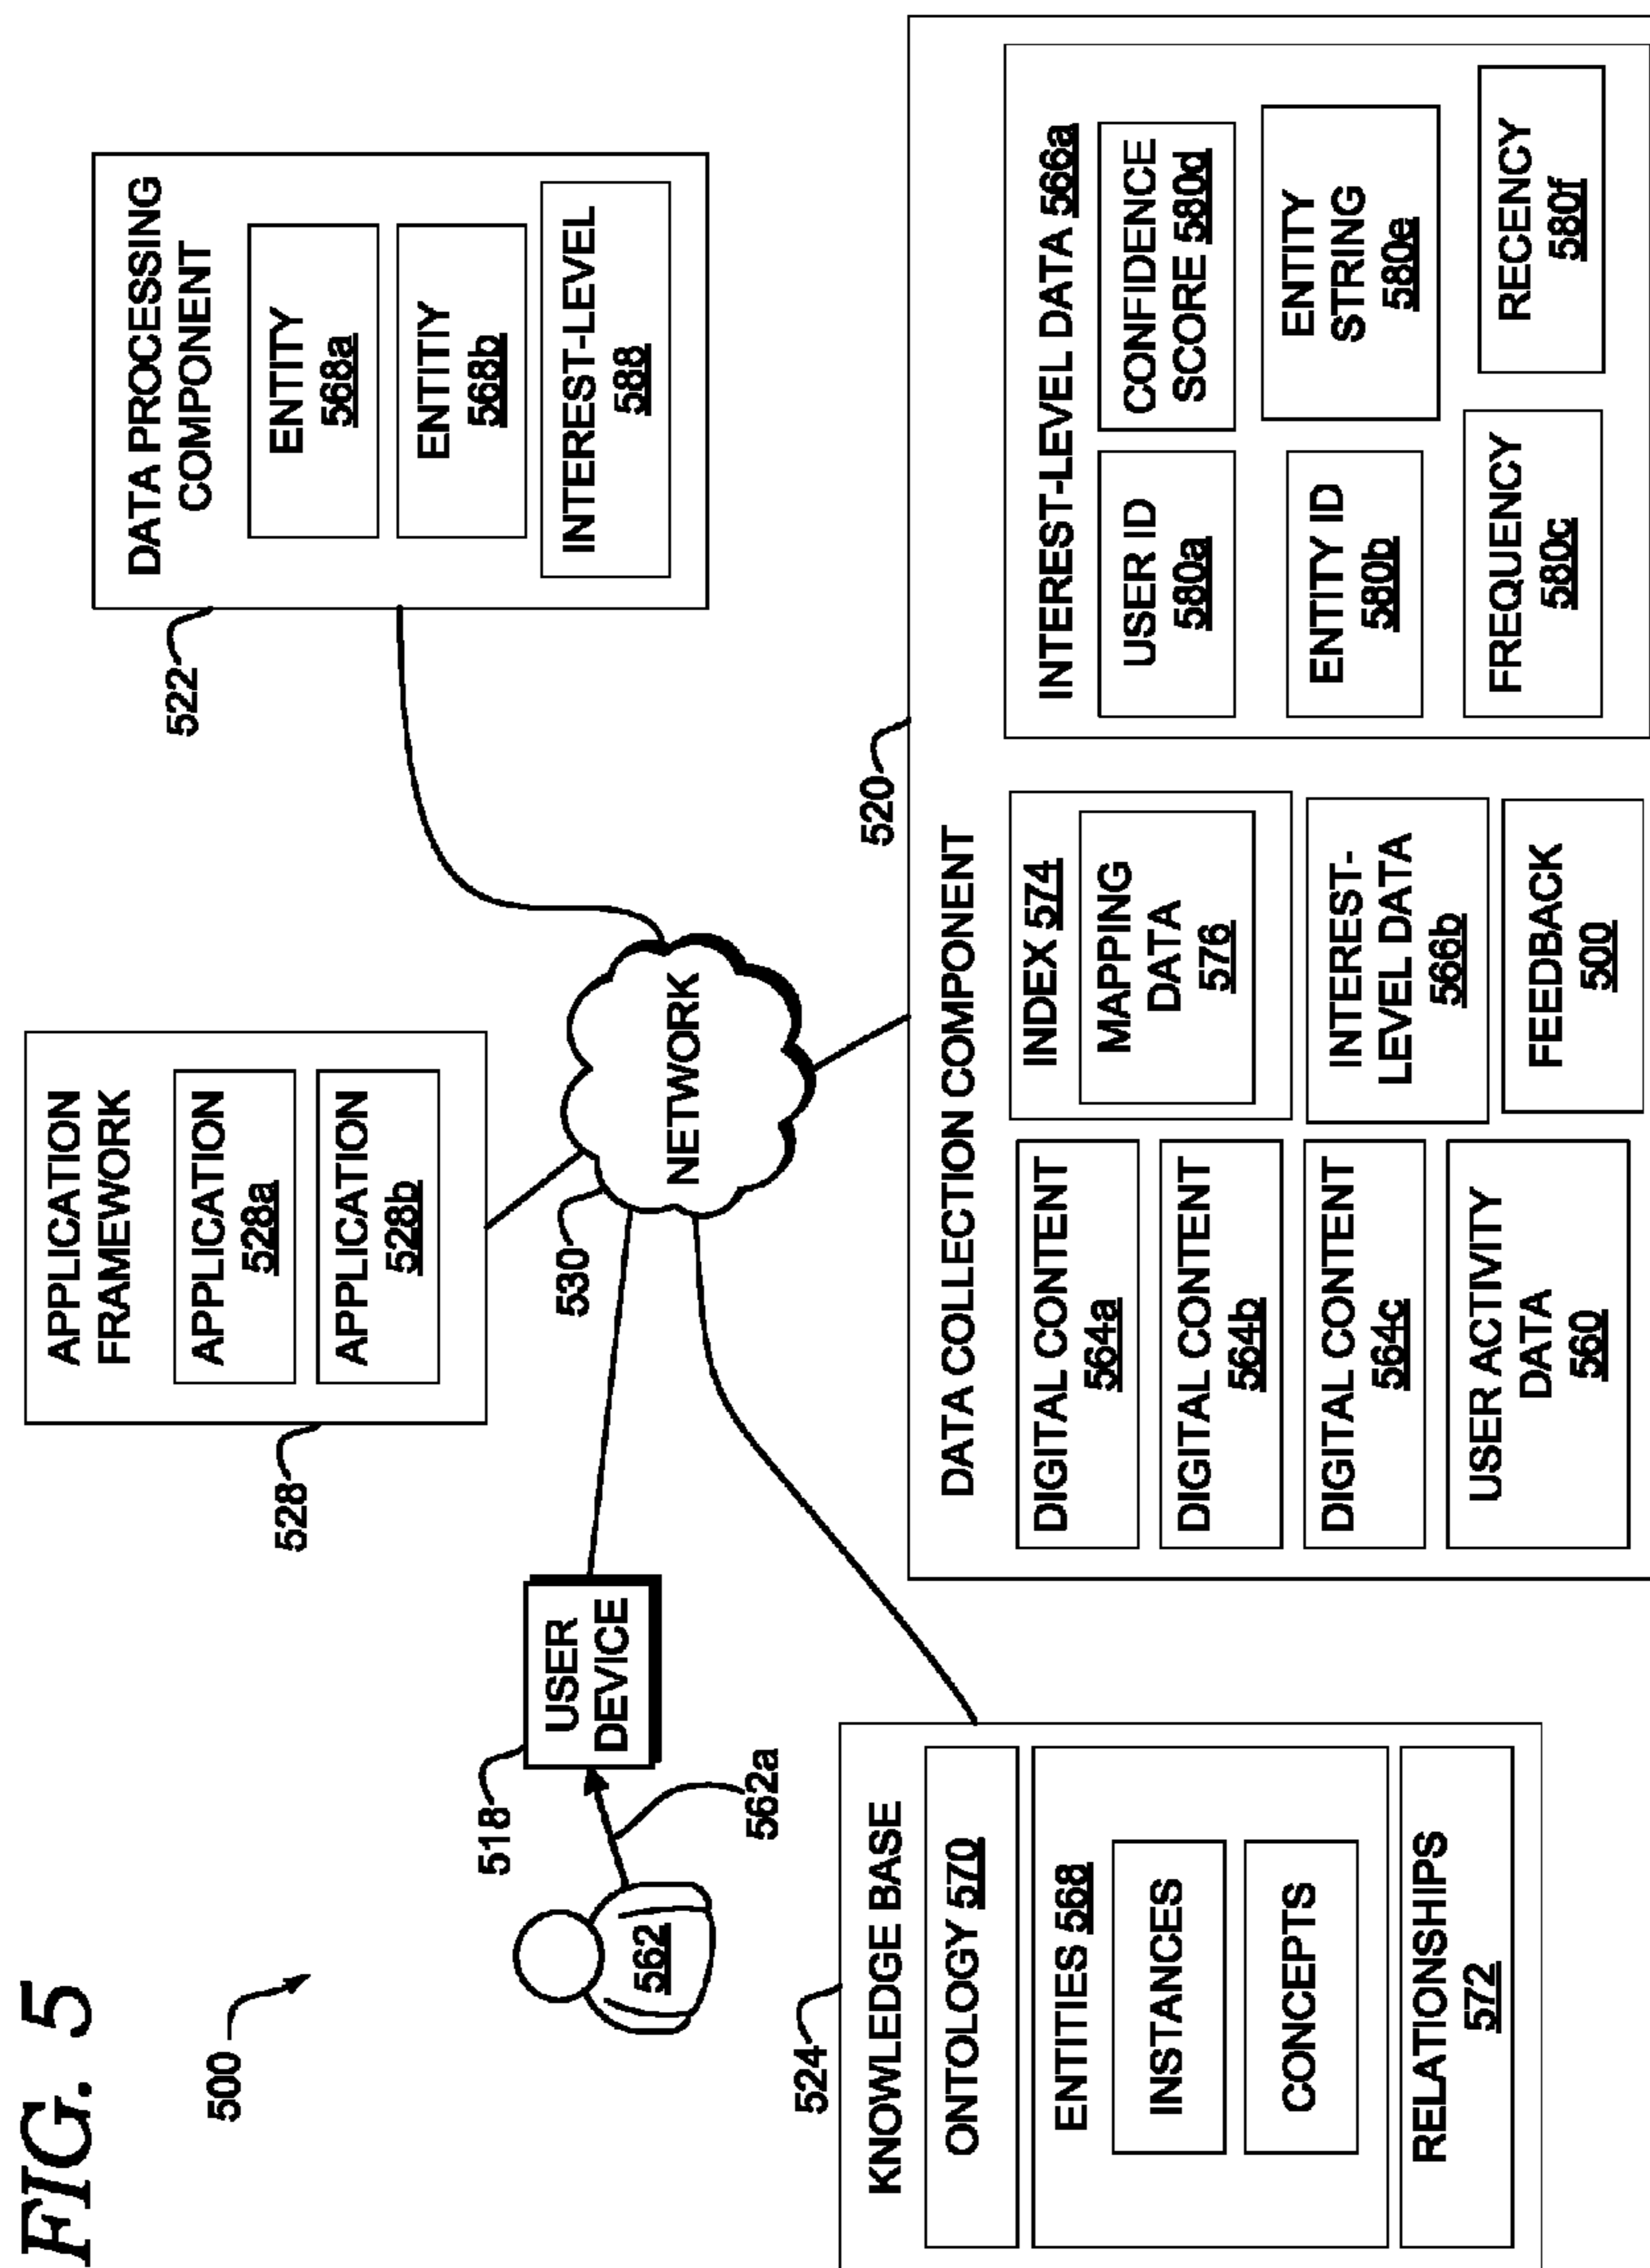 FIG. 5
500
528
APPLICATION
FRAMEWORK
APPLICATION
528a
APPLICATION
528b
522
DATA PROCESSING
COMPONENT
ENTITY
568a
ENTITIY
568b
INTEREST-LEVEL
588
518
USER
DEVICE
562
562a
530
NETWORK
524
KNOWLEDGE BASE
ONTOLOGY 570
ENTITIES 568
INSTANCES
CONCEPTS
RELATIONSHIPS
572
520
DATA COLLECTION COMPONENT
DIGITAL CONTENT
564a
DIGITAL CONTENT
564b
DIGITAL CONTENT
564c
USER ACTIVITY
DATA
560
INDEX 574
MAPPING
DATA
576
INTEREST-
LEVEL DATA
566b
FEEDBACK
500
INTEREST-LEVEL DATA 566a
USER ID
580a
CONFIDENCE
SCORE 580d
ENTITY ID
580b
ENTITY
STRING
580e
FREQUENCY
580c
RECENCY
580f